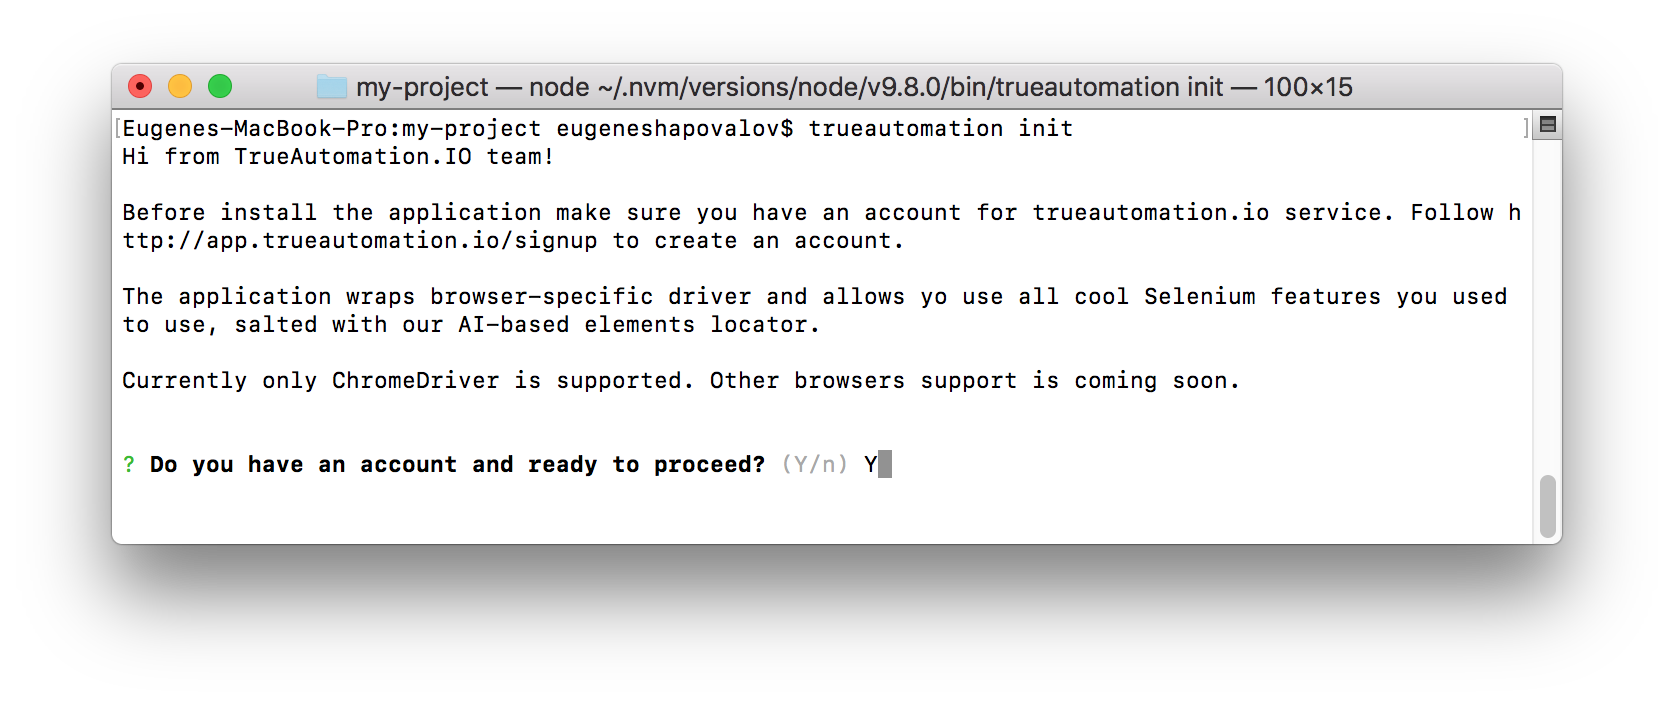 my-project — node ~/.nvm/versions/node/v9.8.0/bin/trueautomation init — 100×15
[Eugenes-MacBook-Pro:my-project eugeneshapovalov$ trueautomation init ]
Hi from TrueAutomation.IO team!
Before install the application make sure you have an account for trueautomation.io service. Follow h
ttp://app.trueautomation.io/signup to create an account.
The application wraps browser-specific driver and allows yo use all cool Selenium features you used
to use, salted with our AI-based elements locator.
Currently only ChromeDriver is supported. Other browsers support is coming soon.
? Do you have an account and ready to proceed? (Y/n) Y